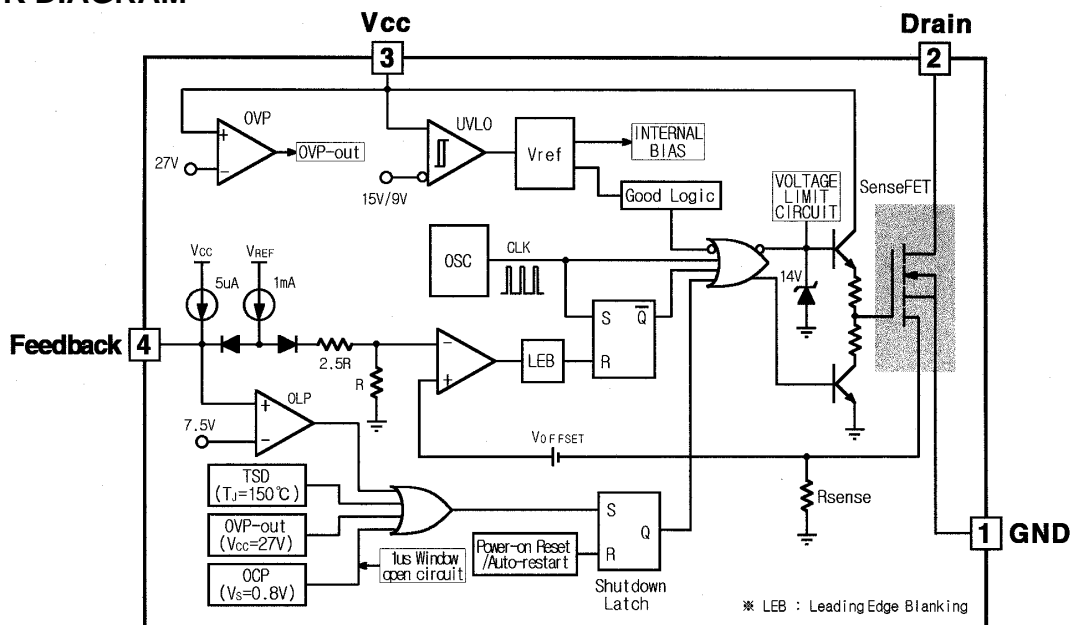 Vcc
Drain
3
2
OVP
+
-
27V
OVP-out
UVLO
15V/9V
Vref
INTERNAL
BIAS
Good Logic
VOLTAGE
LIMIT
CIRCUIT
SenseFET
OSC
CLK
14V
Vcc
VREF
5uA
1mA
Feedback
4
2.5R
R
-
+
LEB
S
Q
R
OLP
+
-
7.5V
VOFFSET
Rsense
TSD
(TJ=150℃)
OVP-out
(Vcc=27V)
OCP
(Vs=0.8V)
1us Window
open circuit
Power-on Reset
/Auto-restart
S
Q
R
Shutdown
Latch
1
GND
※ LEB : Leading Edge Blanking